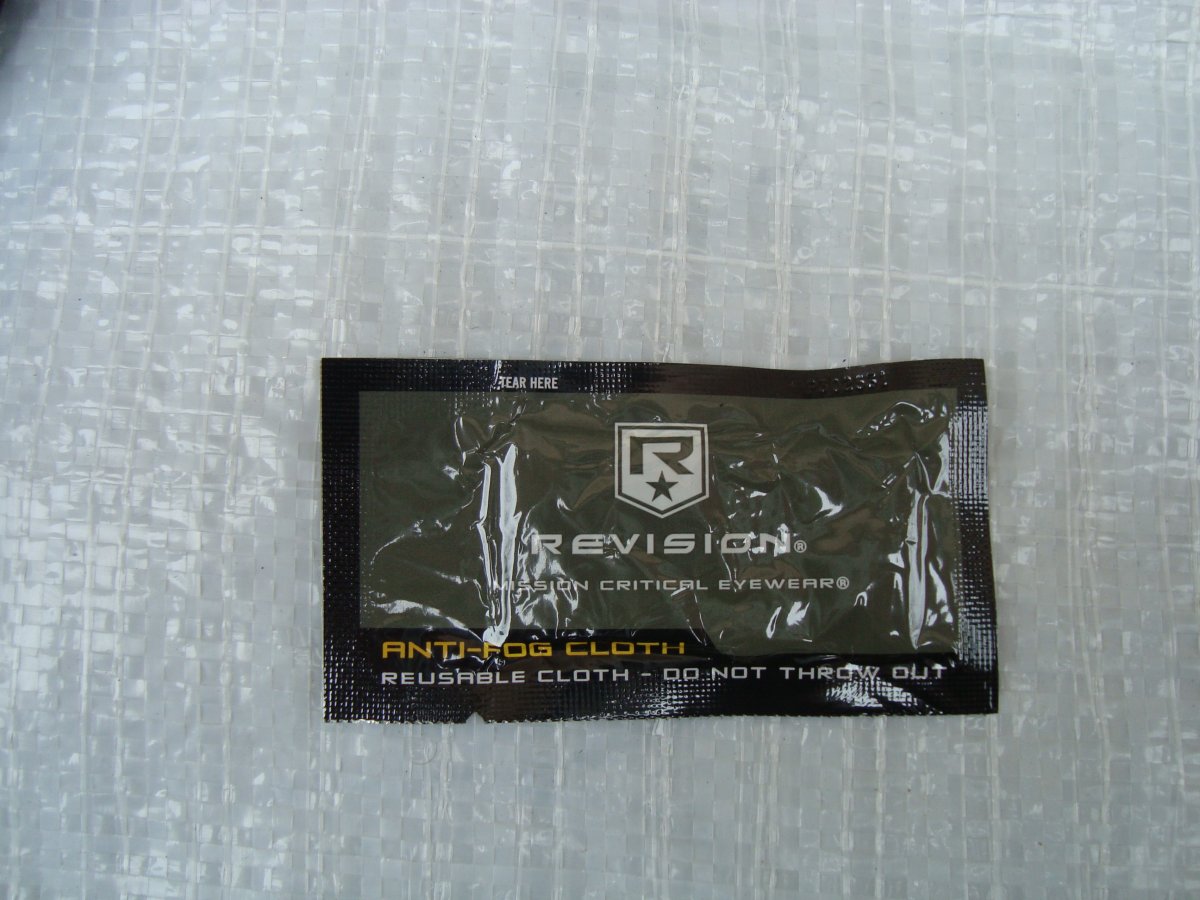 TEAR HERE
R
REVISION®
MISSION CRITICAL EYEWEAR®
ANTI-FOG CLOTH
REUSABLE CLOTH - DO NOT THROW OUT